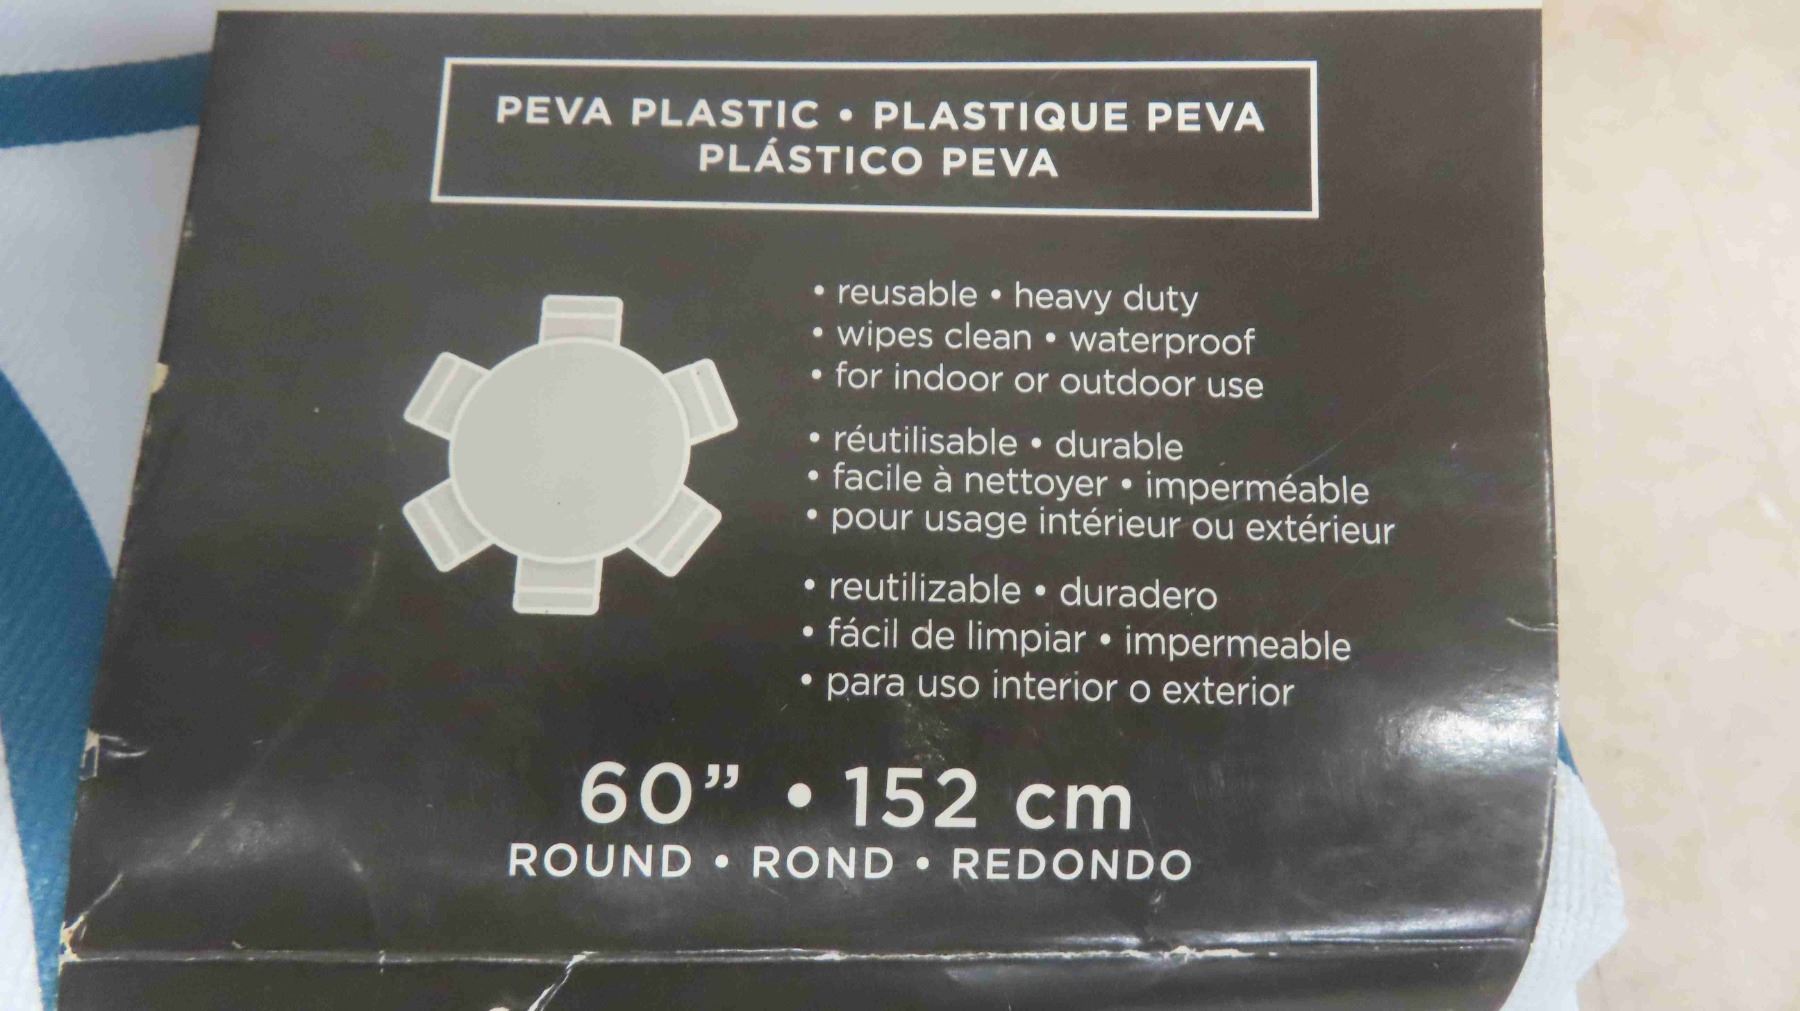 PEVA PLASTIC • PLASTIQUE PEVA
PLÁSTICO PEVA
• reusable • heavy duty
• wipes clean • waterproof
• for indoor or outdoor use
• réutilisable • durable
• facile à nettoyer • imperméable
• pour usage intérieur ou extérieur
• reutilizable • duradero
• fácil de limpiar • impermeable
• para uso interior o exterior
60” • 152 cm
ROUND • ROND • REDONDO